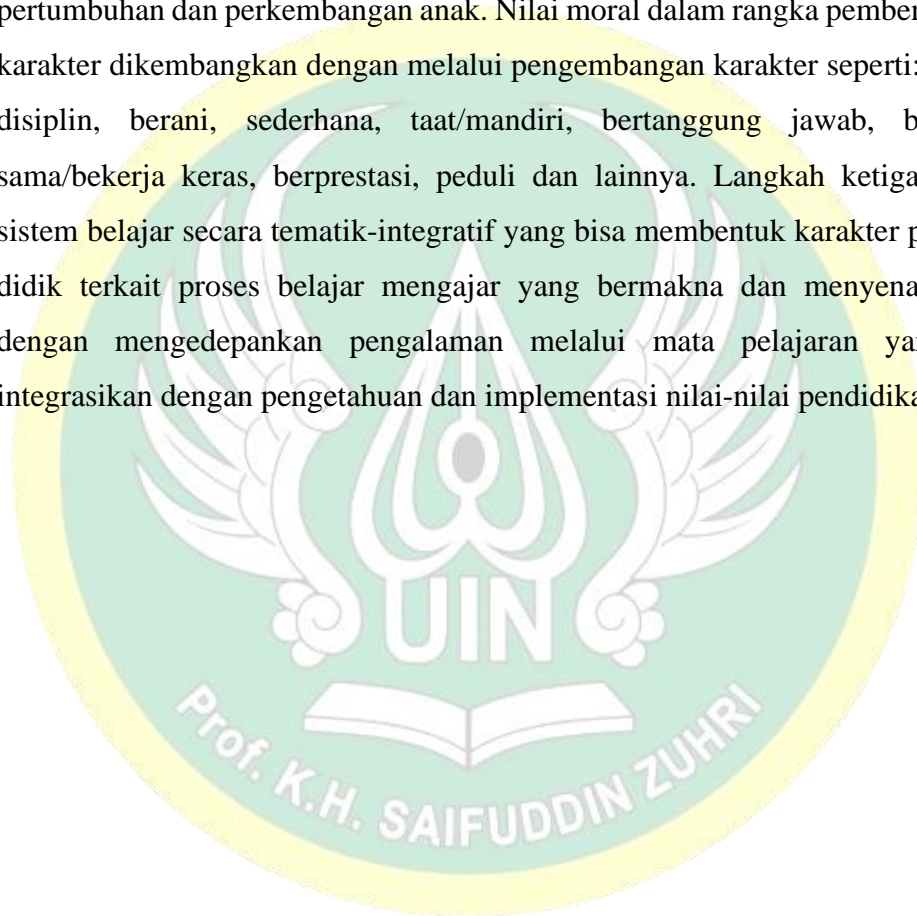 pertumbuhan dan perkembangan anak. Nilai moral dalam rangka pember
karakter dikembangkan dengan melalui pengembangan karakter seperti:
disiplin, berani, sederhana, taat/mandiri, bertanggung jawab, b
sama/bekerja keras, berprestasi, peduli dan lainnya. Langkah ketiga
sistem belajar secara tematik-integratif yang bisa membentuk karakter p
didik terkait proses belajar mengajar yang bermakna dan menyena
dengan mengedepankan pengalaman melalui mata pelajaran ya
integrasikan dengan pengetahuan dan implementasi nilai-nilai pendidika
UIN
Prof. K.H. SAIFUDDIN ZUHRI